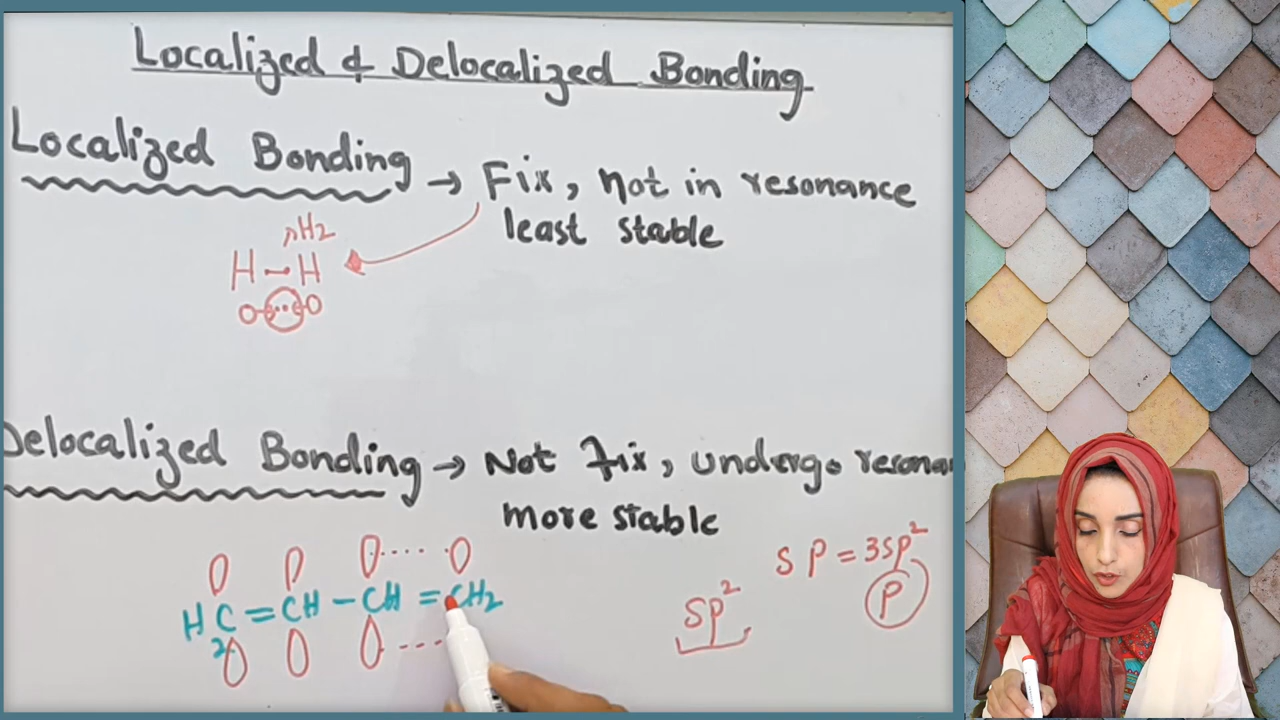 Localized & Delocalized Bonding
Localized Bonding → Fix, Not in resonance
least stable
H2
H – H
Delocalized Bonding → Not fix, Undergo resonan
more stable
SP = 3sp²
P
sp²
H2C = CH – CH = CH2